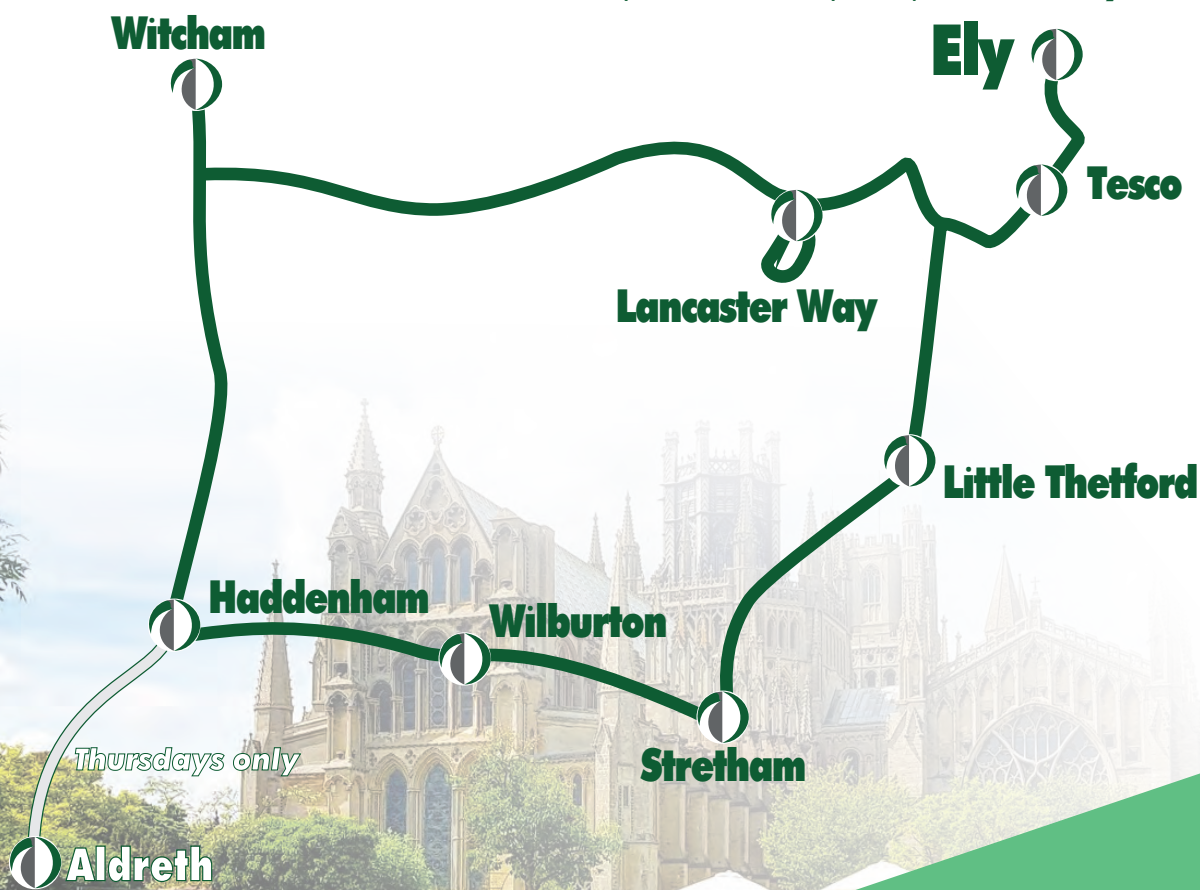 Witcham
Ely
Tesco
Lancaster Way
Little Thetford
Haddenham
Wilburton
Thursdays only
Stretham
Aldreth